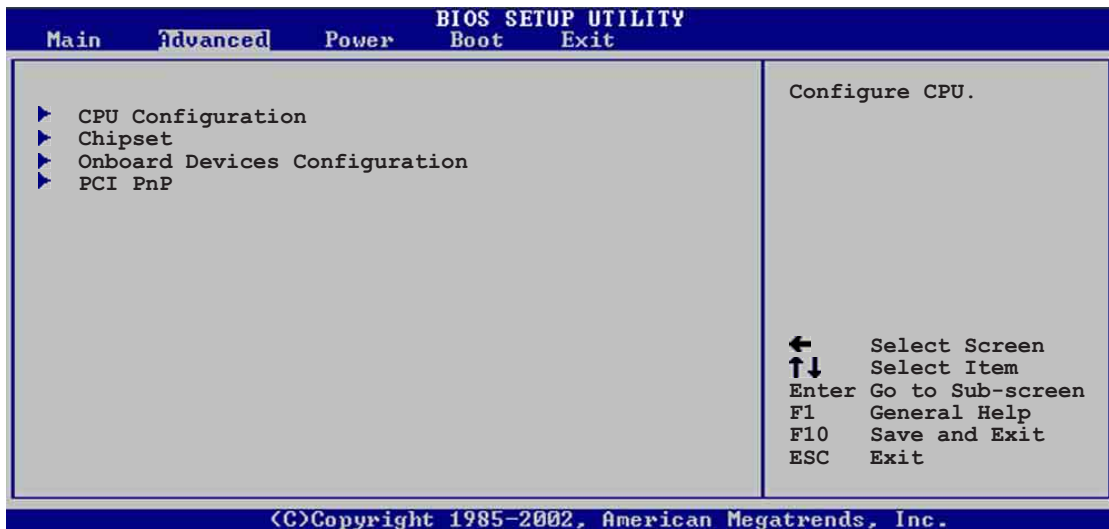 BIOS SETUP UTILITY
Main Advanced Power Boot Exit
CPU Configuration
Chipset
Onboard Devices Configuration
PCI PnP
Configure CPU.
← Select Screen
↑↓ Select Item
Enter Go to Sub-screen
F1 General Help
F10 Save and Exit
ESC Exit
(C)Copyright 1985-2002, American Megatrends, Inc.